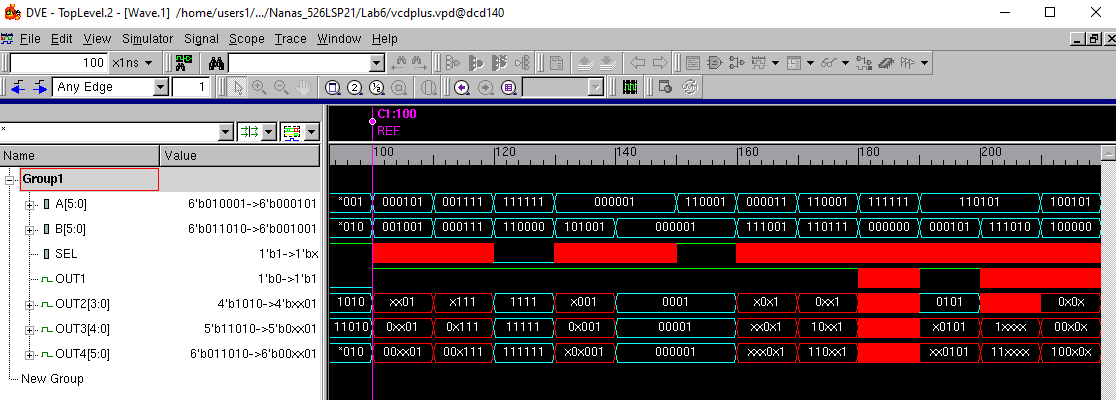 DVE - TopLevel.2 - [Wave.1] /home/users1/.../Nanas_526LSP21/Lab6/vcdplus.vpd@dcd140
File Edit View Simulator Signal Scope Trace Window Help
100 x1ns
Any Edge 1
C1:100
REF
*
Name Value
100 120 140 160 180 200
Group1
A[5:0] 6'b010001->6'b000101 *001 000101 001111 111111 000001 110001 000011 110001 111111 110101 100101
B[5:0] 6'b011010->6'b001001 *010 001001 000111 110000 101001 000001 111001 110111 000000 000101 111010 100000
SEL 1'b1->1'bx
OUT1 1'b0->1'b1
OUT2[3:0] 4'b1010->4'bxx01 1010 xx01 x111 1111 x001 0001 x0x1 0xx1 0101 0x0x
OUT3[4:0] 5'b11010->5'b0xx01 11010 0xx01 0x111 11111 0x001 00001 xx0x1 10xx1 x0101 1xxxx 00x0x
OUT4[5:0] 6'b011010->6'b00xx01 *010 00xx01 00x111 111111 x0x001 000001 xxx0x1 110xx1 xx0101 11xxxx 100x0x
New Group